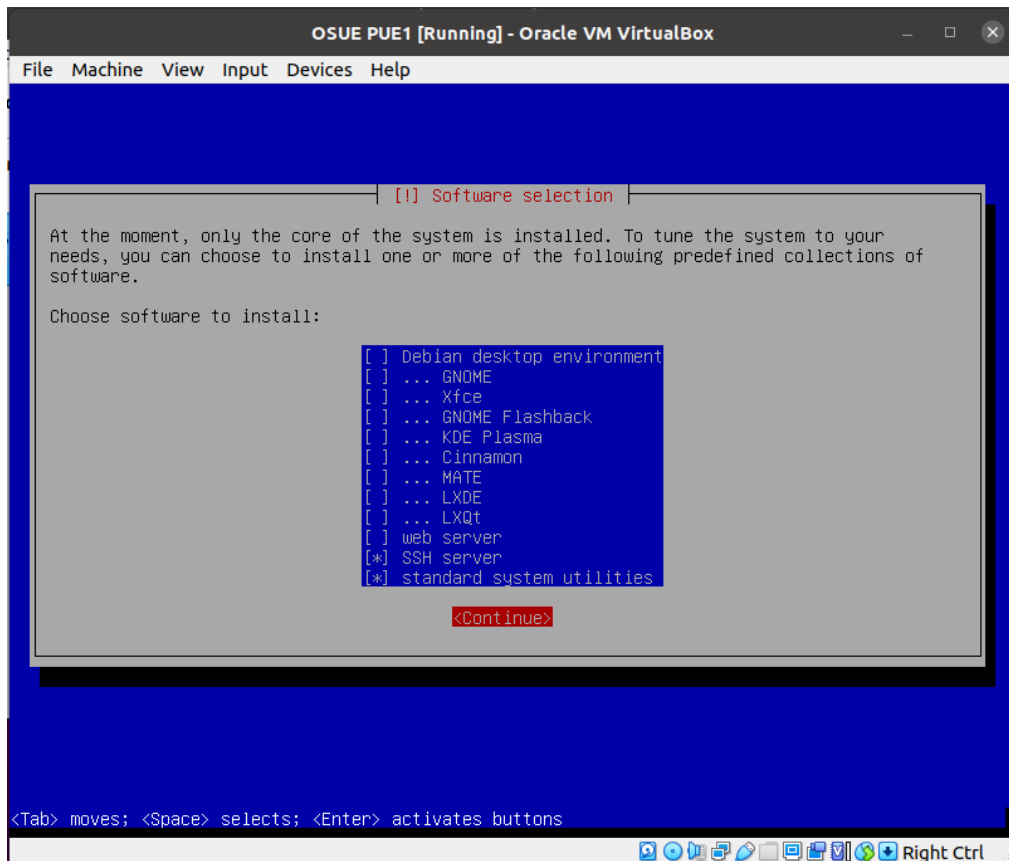 OSUE PUE1 [Running] - Oracle VM VirtualBox
File Machine View Input Devices Help
[!] Software selection
At the moment, only the core of the system is installed. To tune the system to your
needs, you can choose to install one or more of the following predefined collections of
software.
Choose software to install:
[ ] Debian desktop environment
[ ] ... GNOME
[ ] ... Xfce
[ ] ... GNOME Flashback
[ ] ... KDE Plasma
[ ] ... Cinnamon
[ ] ... MATE
[ ] ... LXDE
[ ] ... LXQt
[ ] web server
[*] SSH server
[*] standard system utilities
<Continue>
<Tab> moves; <Space> selects; <Enter> activates buttons
Right Ctrl